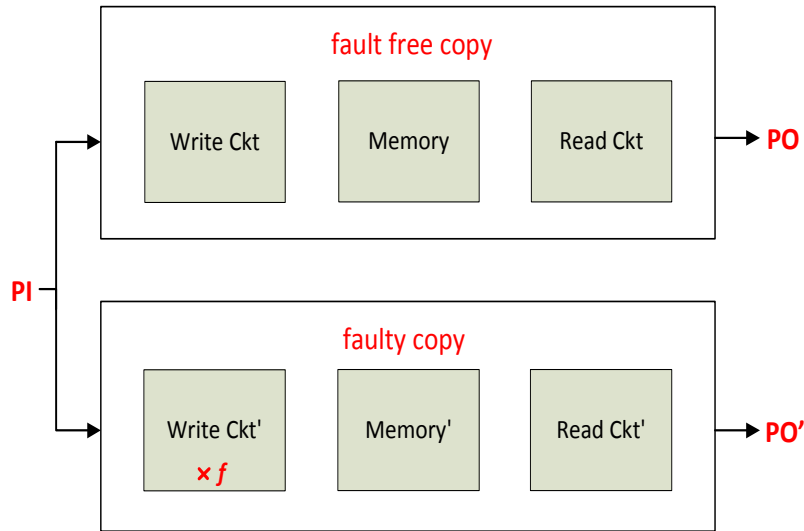 fault free copy
Write Ckt
Memory
Read Ckt
PO
PI
faulty copy
Write Ckt'
× f
Memory'
Read Ckt'
PO’